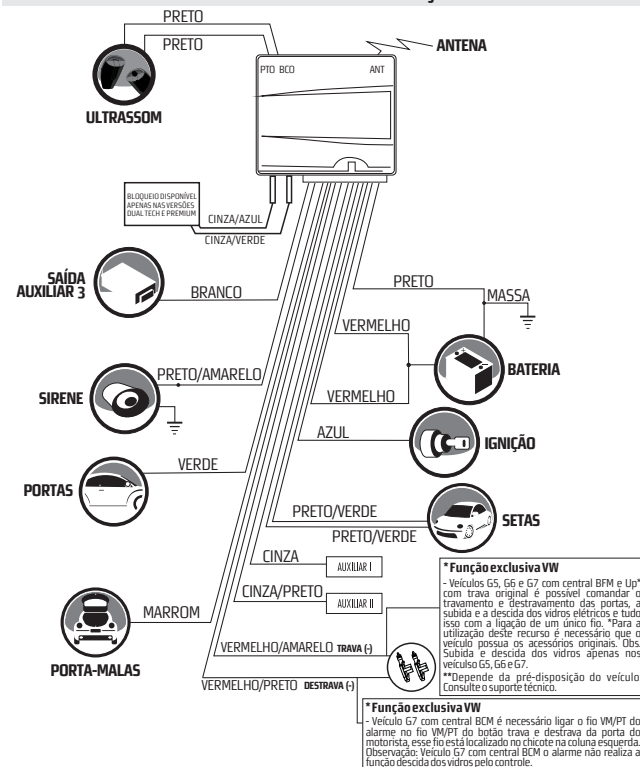 PRETO
PRETO
ANTENA
PTO BCO
ANT
ULTRASSOM
BLOQUEIO DISPONÍVEL
APENAS NAS VERSÕES
DUAL TECH E PREMIUM
CINZA/AZUL
CINZA/VERDE
SAÍDA
AUXILIAR 3
BRANCO
PRETO
MASSA
VERMELHO
BATERIA
VERMELHO
PRETO/AMARELO
SIRENE
AZUL
IGNIÇÃO
VERDE
PORTAS
PRETO/VERDE
PRETO/VERDE
SETAS
CINZA
AUXILIAR I
CINZA/PRETO
AUXILIAR II
MARROM
PORTA-MALAS
VERMELHO/AMARELO TRAVA (-)
VERMELHO/PRETO DESTRAVA (-)
* Função exclusiva VW
- Veículos G5, G6 e G7 com central BFM e Up*
com trava original é possível comandar o
travamento e destravamento das portas, a
subida e a descida dos vidros elétricos e tudo
isso com a ligação de um único fio. *Para a
utilização deste recurso é necessário que o
veículo possua os acessórios originais. Obs.
Subida e descida dos vidros apenas nos
veículso G5, G6 e G7.
**Depende da pré-disposição do veículo.
Consulte o suporte técnico.
* Função exclusiva VW
- Veículo G7 com central BCM é necessário ligar o fio VM/PT do
alarme no fio VM/PT do botão trava e destrava da porta do
motorista, esse fio está localizado no chicote na coluna esquerda.
Observação: Veículo G7 com central BCM o alarme não realiza a
função descida dos vidros pelo controle.